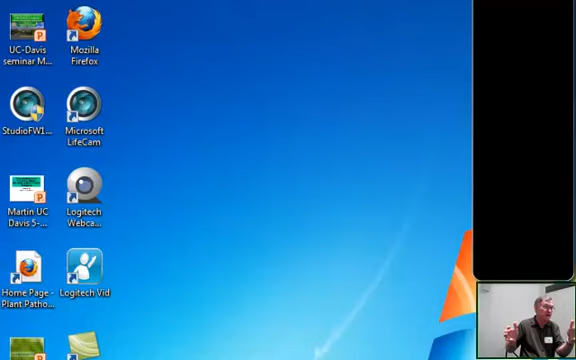 UC-Davis
seminar M...
Mozilla
Firefox
StudioFW1...
Microsoft
LifeCam
Martin UC
Davis 5-...
Logitech
Webca...
Home Page -
Plant Patho...
Logitech Vid